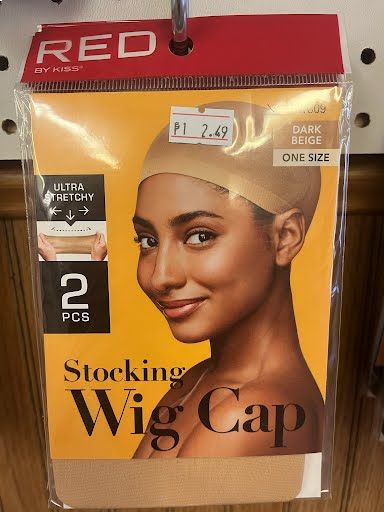 RED
BY KISS®
P1 2.49
DARK
BEIGE
ONE SIZE
ULTRA
STRETCHY
2
PCS
Stocking
Wig Cap